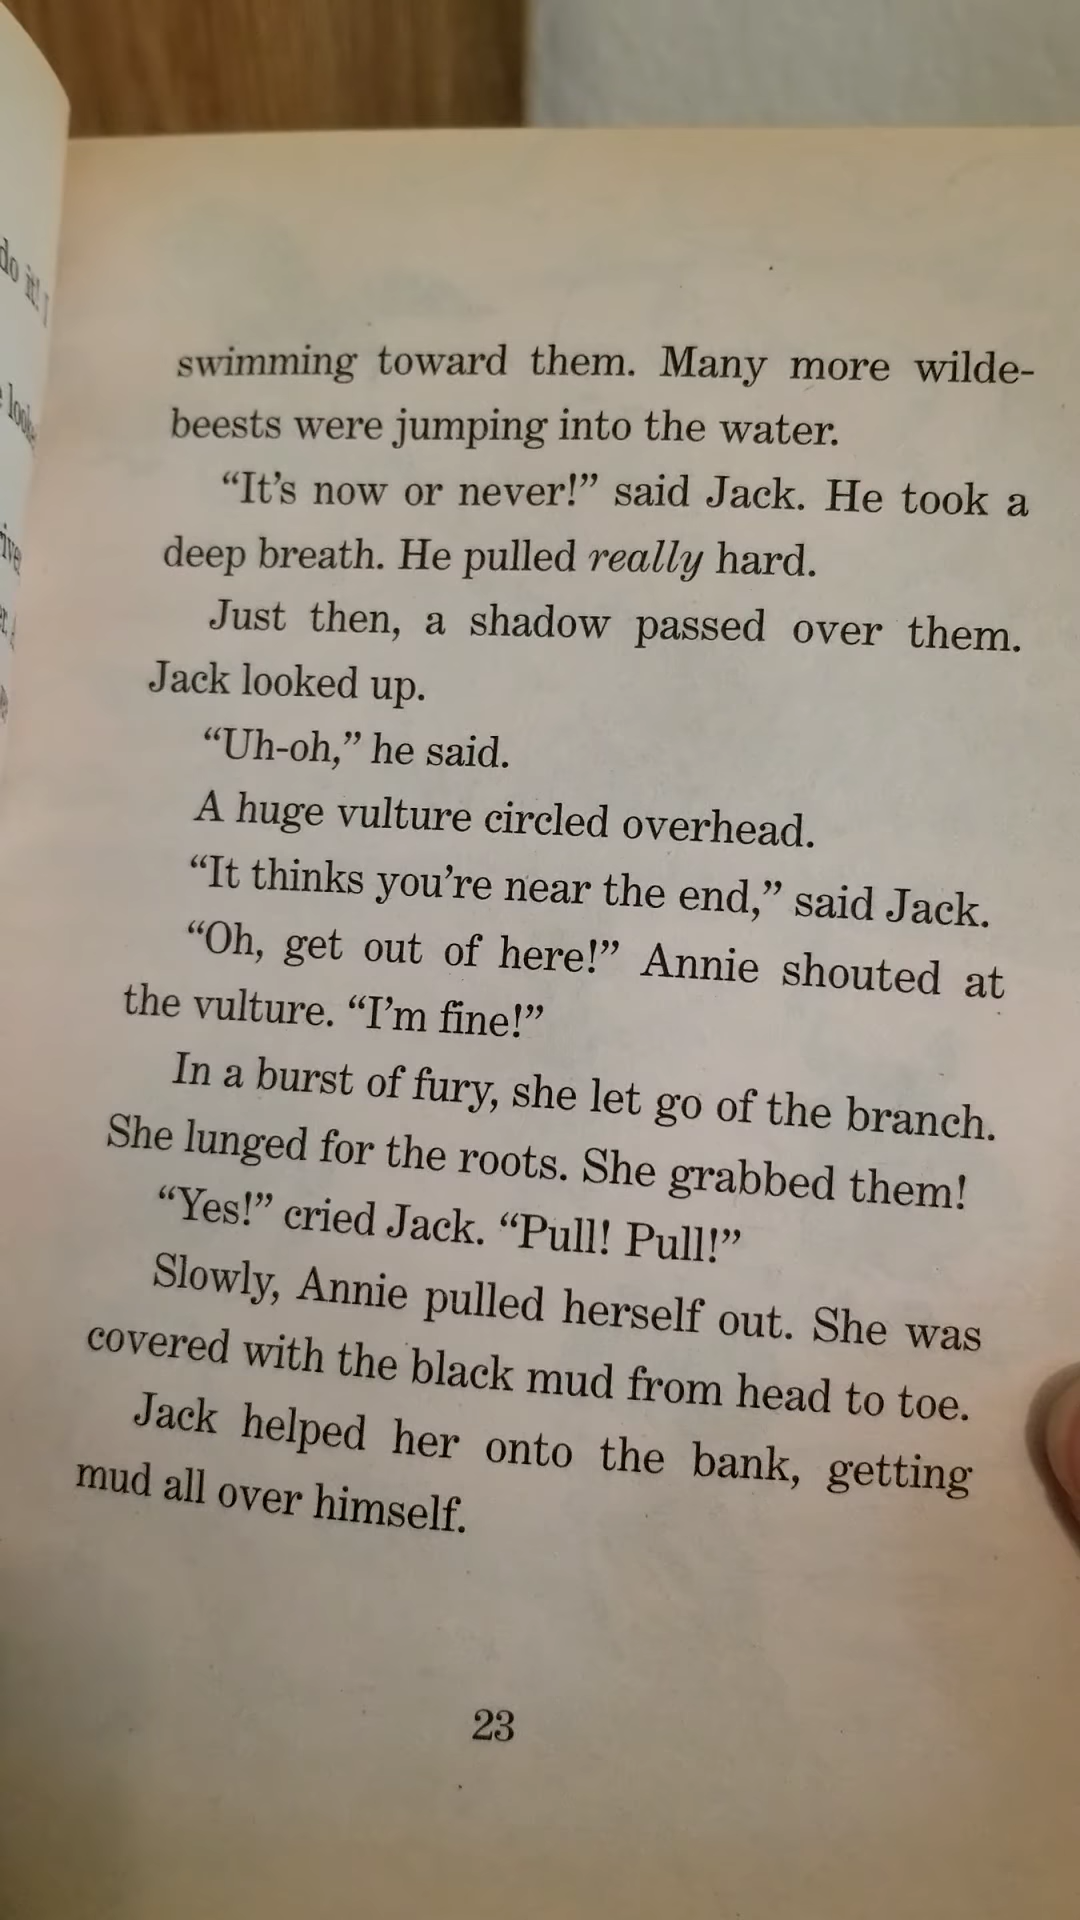 do it! I
swimming toward them. Many more wilde-
beests were jumping into the water.
“It’s now or never!” said Jack. He took a
deep breath. He pulled really hard.
Just then, a shadow passed over them.
Jack looked up.
“Uh-oh,” he said.
A huge vulture circled overhead.
“It thinks you’re near the end,” said Jack.
“Oh, get out of here!” Annie shouted at
the vulture. “I’m fine!”
In a burst of fury, she let go of the branch.
She lunged for the roots. She grabbed them!
“Yes!” cried Jack. “Pull! Pull!”
Slowly, Annie pulled herself out. She was
covered with the black mud from head to toe.
Jack helped her onto the bank, getting
mud all over himself.
23